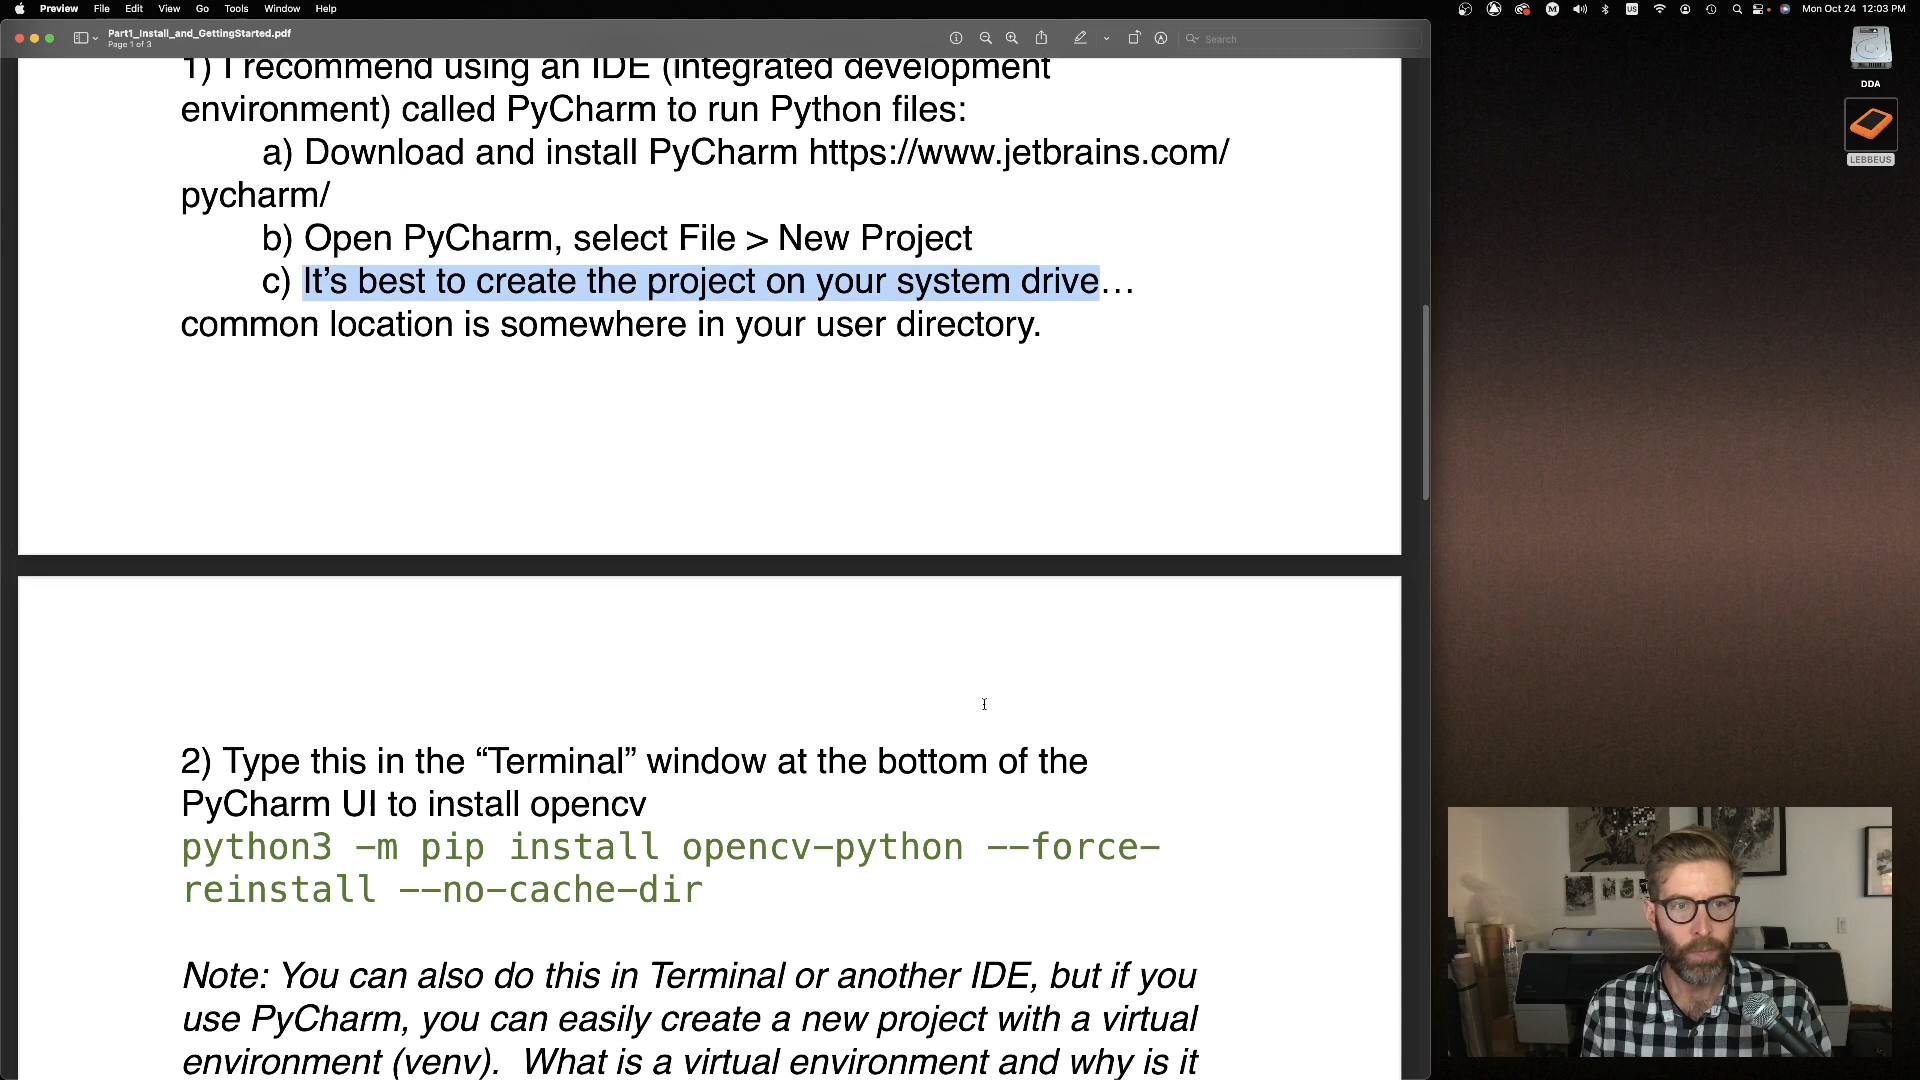 Preview File Edit View Go Tools Window Help
Mon Oct 24 12:03 PM
Part1_Install_and_GettingStarted.pdf
Page 1 of 3
Search
DDA
LEBBEUS
1) I recommend using an IDE (integrated development
environment) called PyCharm to run Python files:
a) Download and install PyCharm https://www.jetbrains.com/
pycharm/
b) Open PyCharm, select File > New Project
c) It’s best to create the project on your system drive…
common location is somewhere in your user directory.
2) Type this in the “Terminal” window at the bottom of the
PyCharm UI to install opencv
python3 -m pip install opencv-python --force-
reinstall --no-cache-dir
Note: You can also do this in Terminal or another IDE, but if you
use PyCharm, you can easily create a new project with a virtual
environment (venv).  What is a virtual environment and why is it